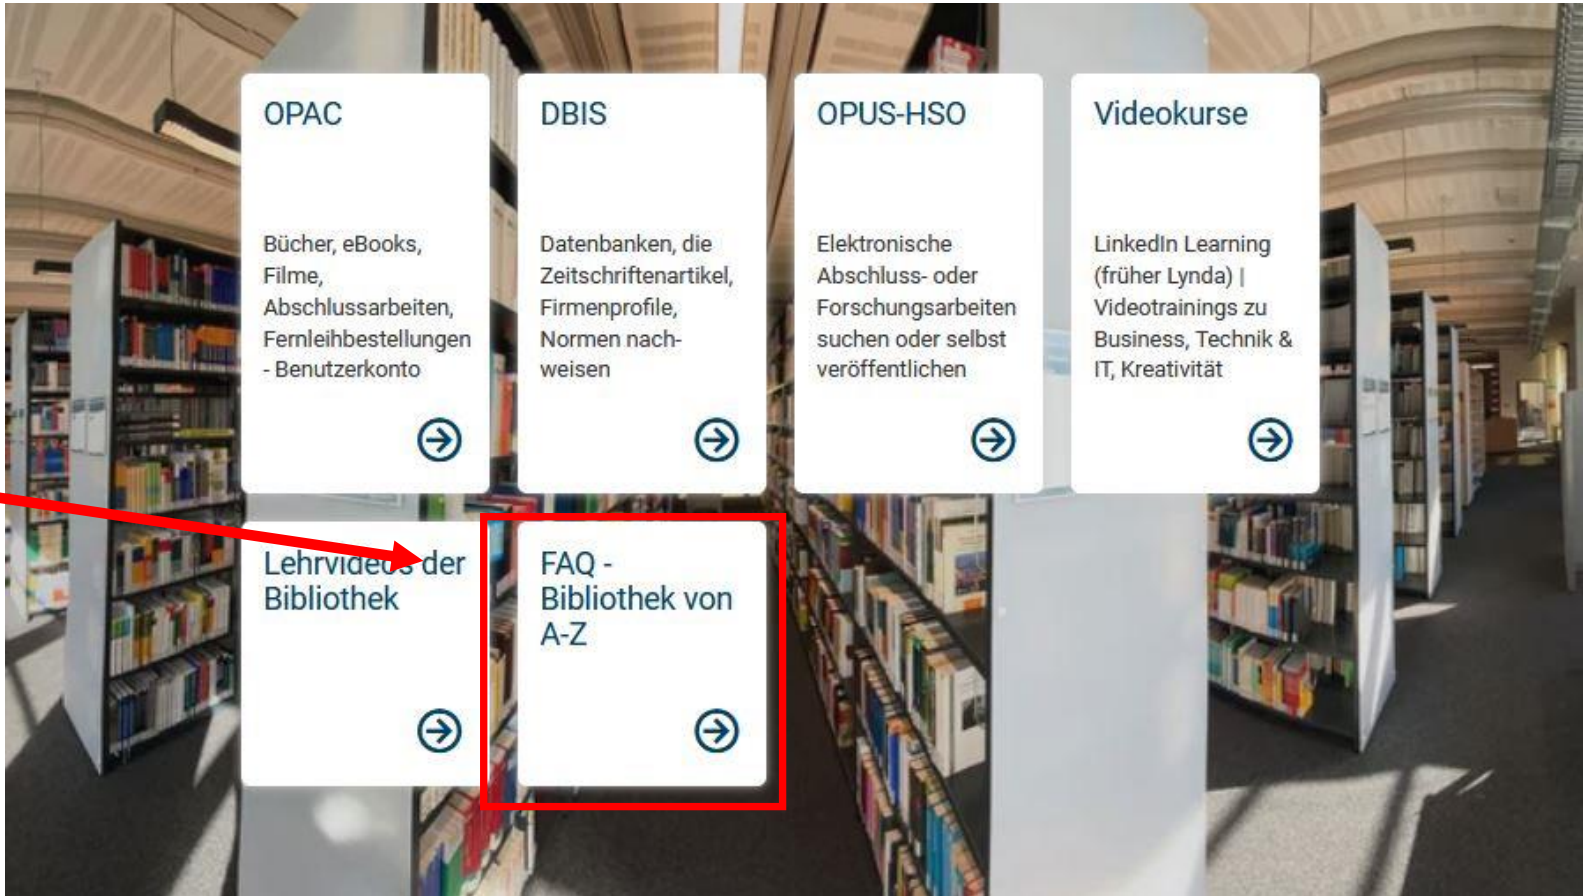 OPAC
Bücher, eBooks,
Filme,
Abschlussarbeiten,
Fernleihbestellungen
- Benutzerkonto
DBIS
Datenbanken, die
Zeitschriftenartikel,
Firmenprofile,
Normen nach-
weisen
OPUS-HSO
Elektronische
Abschluss- oder
Forschungsarbeiten
suchen oder selbst
veröffentlichen
Videokurse
LinkedIn Learning
(früher Lynda) |
Videotrainings zu
Business, Technik &
IT, Kreativität
Lehrvideos der
Bibliothek
FAQ -
Bibliothek von
A-Z